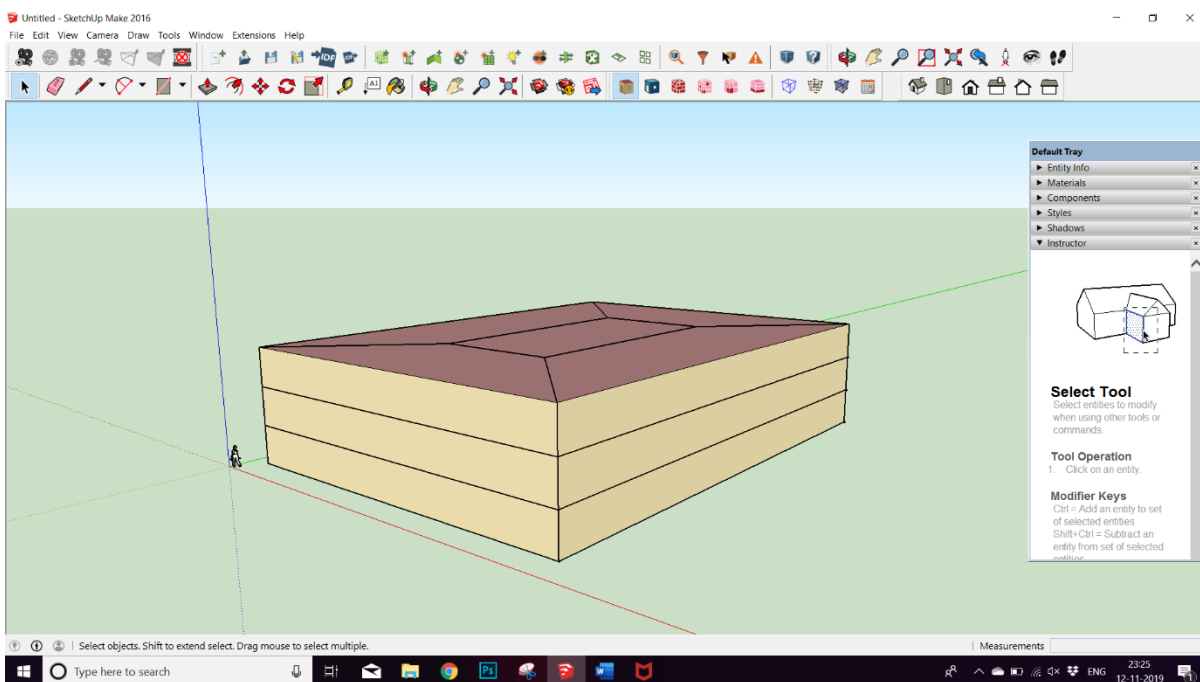 Untitled - SketchUp Make 2016
File Edit View Camera Draw Tools Window Extensions Help
IDF
A1
Default Tray
Entity Info
Materials
Components
Styles
Shadows
Instructor
Select Tool
Select entities to modify
when using other tools or
commands.
Tool Operation
1. Click on an entity.
Modifier Keys
Ctrl = Add an entity to set
of selected entities
Shift+Ctrl = Subtract an
entity from set of selected
entities
Select objects. Shift to extend select. Drag mouse to select multiple.
Measurements
Type here to search
Ps
W
ENG
23:25
12-11-2019